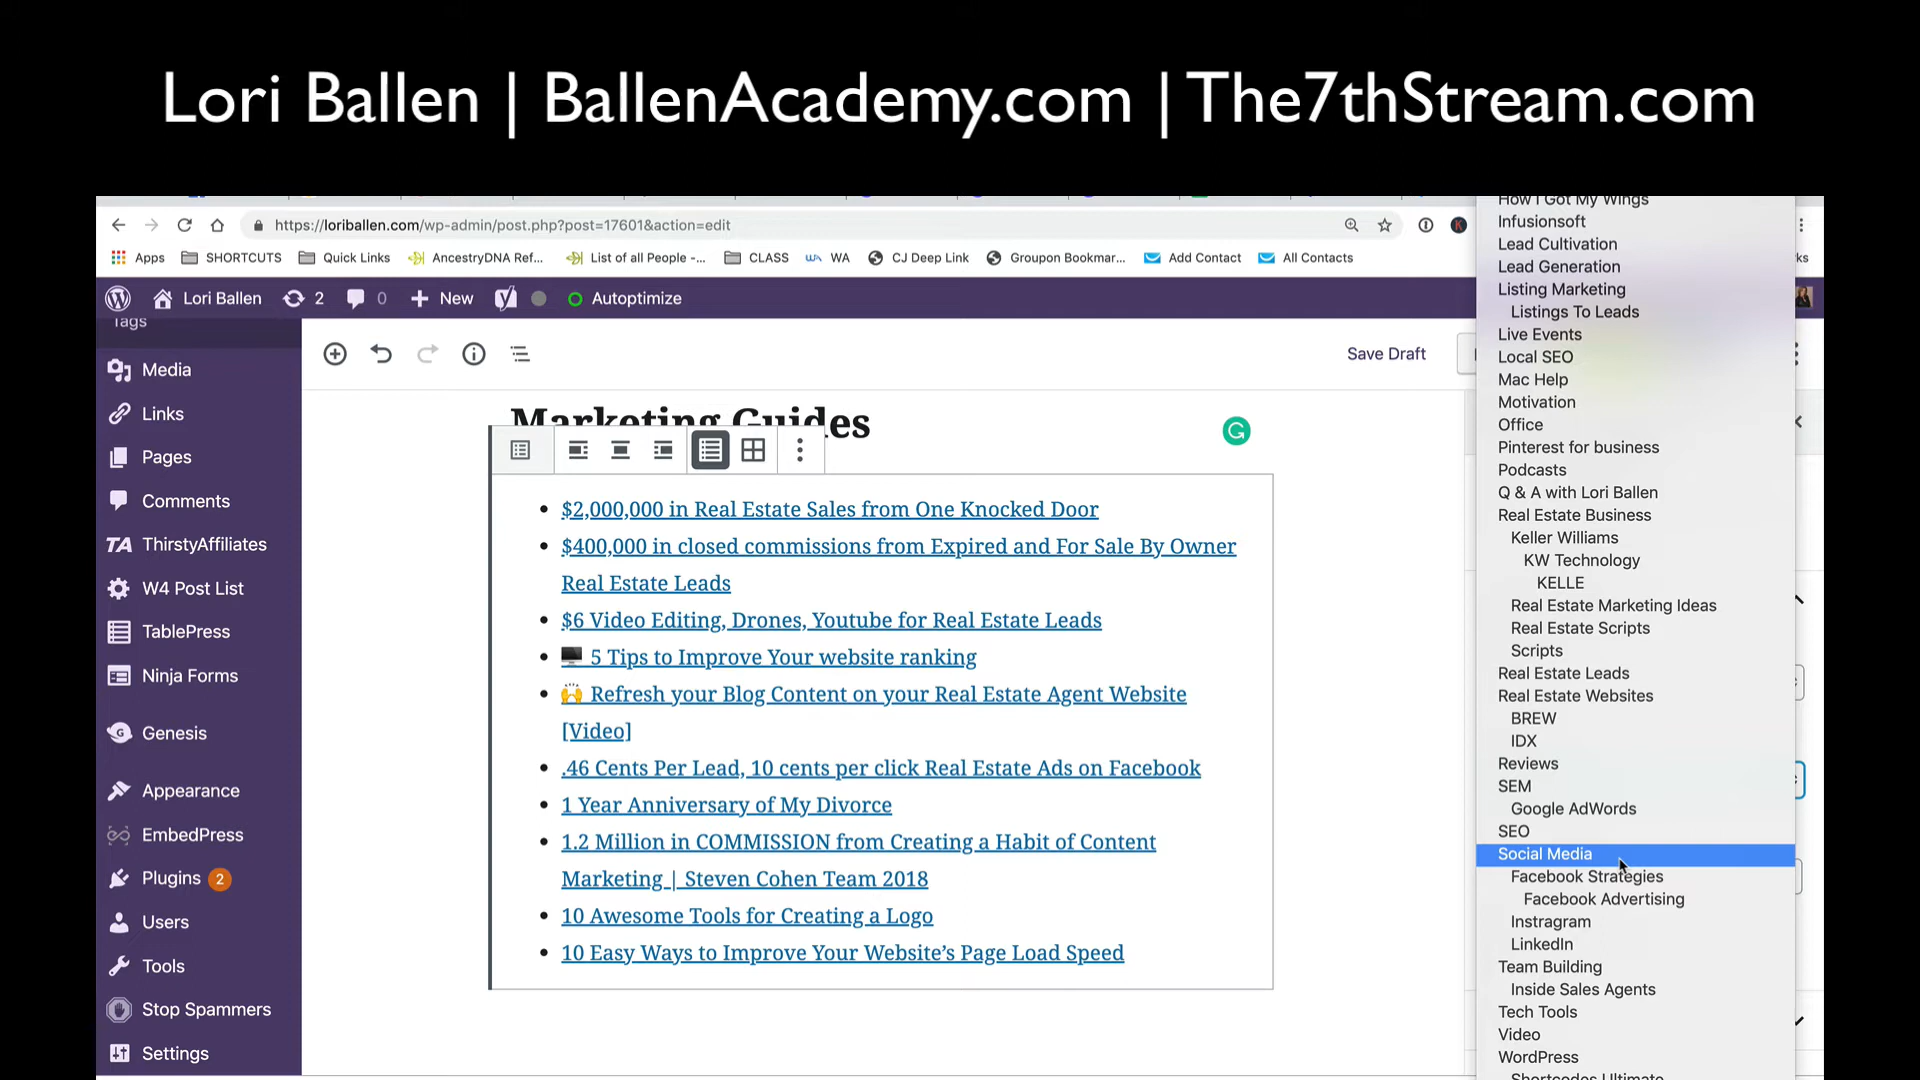 Lori Ballen | BallenAcademy.com | The7thStream.com
https://loriballen.com/wp-admin/post.php?post=17601&action=edit
Apps SHORTCUTS Quick Links AncestryDNA Ref... List of all People -... CLASS WA CJ Deep Link Groupon Bookmar... Add Contact All Contacts
Lori Ballen 2 0 New Autoptimize
Tags
Media
Links
Pages
Comments
ThirstyAffiliates
W4 Post List
TablePress
Ninja Forms
Genesis
Appearance
EmbedPress
Plugins 2
Users
Tools
Stop Spammers
Settings
Save Draft
Marketing Guides
$2,000,000 in Real Estate Sales from One Knocked Door
$400,000 in closed commissions from Expired and For Sale By Owner
Real Estate Leads
$6 Video Editing, Drones, Youtube for Real Estate Leads
5 Tips to Improve Your website ranking
Refresh your Blog Content on your Real Estate Agent Website
[Video]
.46 Cents Per Lead, 10 cents per click Real Estate Ads on Facebook
1 Year Anniversary of My Divorce
1.2 Million in COMMISSION from Creating a Habit of Content
Marketing | Steven Cohen Team 2018
10 Awesome Tools for Creating a Logo
10 Easy Ways to Improve Your Website's Page Load Speed
How I Got My Wings
Infusionsoft
Lead Cultivation
Lead Generation
Listing Marketing
Listings To Leads
Live Events
Local SEO
Mac Help
Motivation
Office
Pinterest for business
Podcasts
Q & A with Lori Ballen
Real Estate Business
Keller Williams
KW Technology
KELLE
Real Estate Marketing Ideas
Real Estate Scripts
Scripts
Real Estate Leads
Real Estate Websites
BREW
IDX
Reviews
SEM
Google AdWords
SEO
Social Media
Facebook Strategies
Facebook Advertising
Instragram
LinkedIn
Team Building
Inside Sales Agents
Tech Tools
Video
WordPress
Shortcodes Ultimate